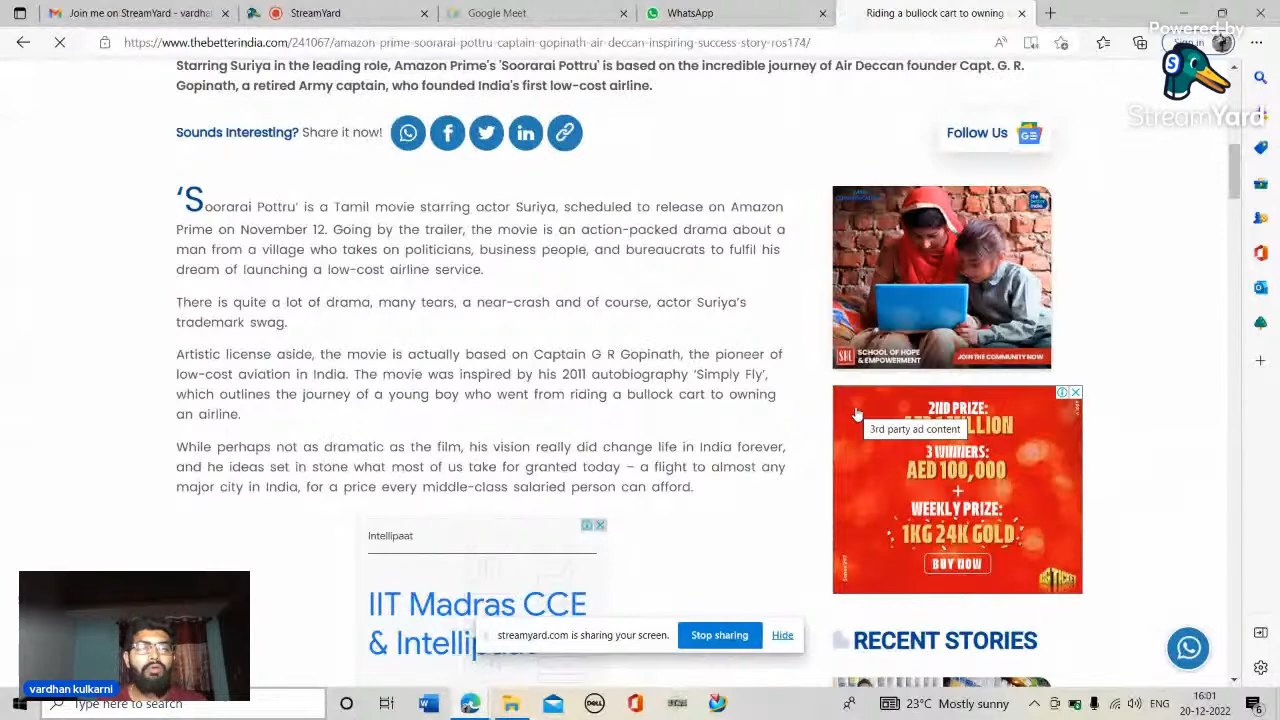 StreamYard - vardha
StreamYard
Google Meet
WhatsApp
Riding a bullock cart to owning an
Powered by
StreamYard
https://www.thebetterindia.com/241067/amazon-prime-soorarai-pottru-captain-gopinath-air-deccan-inspiring-success-story-ros174/
Sign in
Starring Suriya in the leading role, Amazon Prime's 'Soorarai Pottru' is based on the incredible journey of Air Deccan founder Capt. G. R.
Gopinath, a retired Army captain, who founded India's first low-cost airline.
Sounds Interesting? Share it now!
Follow Us
'Soorarai Pottru' is a Tamil movie starring actor Suriya, scheduled to release on Amazon
Prime on November 12. Going by the trailer, the movie is an action-packed drama about a
man from a village who takes on politicians, business people, and bureaucrats to fulfil his
dream of launching a low-cost airline service.
There is quite a lot of drama, many tears, a near-crash and of course, actor Suriya's
trademark swag.
Artistic license aside, the movie is actually based on Captain G R Gopinath, the pioneer of
low-cost aviation in India. The movie was inspired by his 2011 autobiography 'Simply Fly',
which outlines the journey of a young boy who went from riding a bullock cart to owning
an airline.
While perhaps not as dramatic as the film, his vision really did change life in India forever,
and he ideas set in stone what most of us take for granted today – a flight to almost any
major city in India, for a price every middle-class salaried person can afford.
the better india
SCHOOL OF HOPE
& EMPOWERMENT
JOIN THE COMMUNITY NOW
2ND PRIZE:
3rd party ad content
3 WINNERS:
AED 100,000
+
WEEKLY PRIZE:
1KG 24K GOLD
BUY NOW
BIG TICKET
Intellipaat
IIT Madras CCE
& Intellip
streamyard.com is sharing your screen.
Stop sharing
Hide
RECENT STORIES
vardhan kulkarni
Type here to search
DELL
23°C Mostly sunny
ENG
16:01
20-12-2022